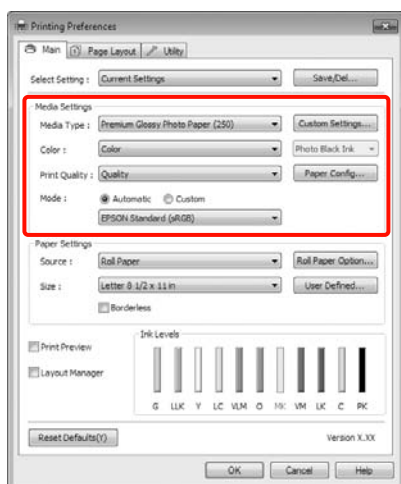 Printing Preferences
Main Page Layout Utility
Select Setting : Current Settings Save/Del...
Media Settings
Media Type : Premium Glossy Photo Paper (250) Custom Settings...
Color : Color Photo Black Ink
Print Quality : Quality Paper Config...
Mode : Automatic Custom
EPSON Standard (sRGB)
Paper Settings
Source : Roll Paper Roll Paper Option...
Size : Letter 8 1/2 x 11 in User Defined...
Borderless
Ink Levels
Print Preview
Layout Manager
G LLK Y LC VLM O MK VM LK C PK
Reset Defaults(Y) Version X.XX
OK Cancel Help